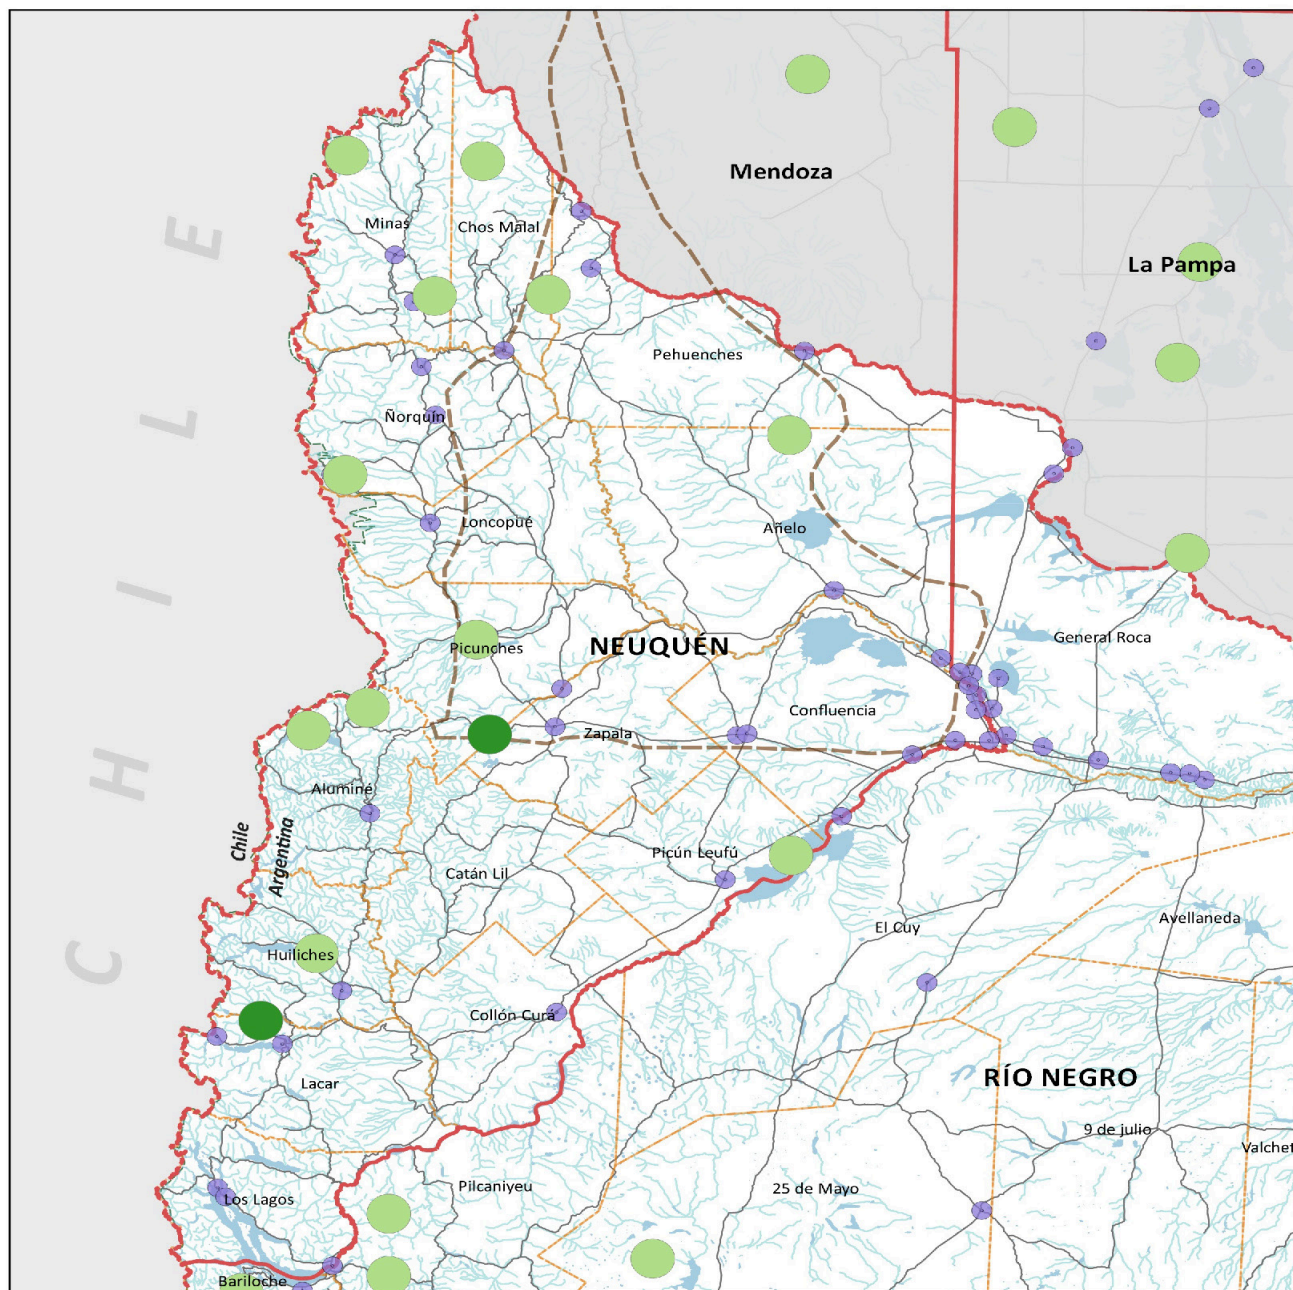 Mendoza
Minas
Chos Malal
La Pampa
Pehuenches
Ñorquín
Loncopué
Añelo
Picunches
NEUQUÉN
General Roca
Confluencia
Zapala
Aluminé
Chile
Argentina
Picún Leufú
Catán Lil
El Cuy
Avellaneda
Huiliches
Collón Curá
RÍO NEGRO
Lacar
9 de julio
Valchet
Pilcaniyeu
25 de Mayo
Los Lagos
Bariloche
CHILE